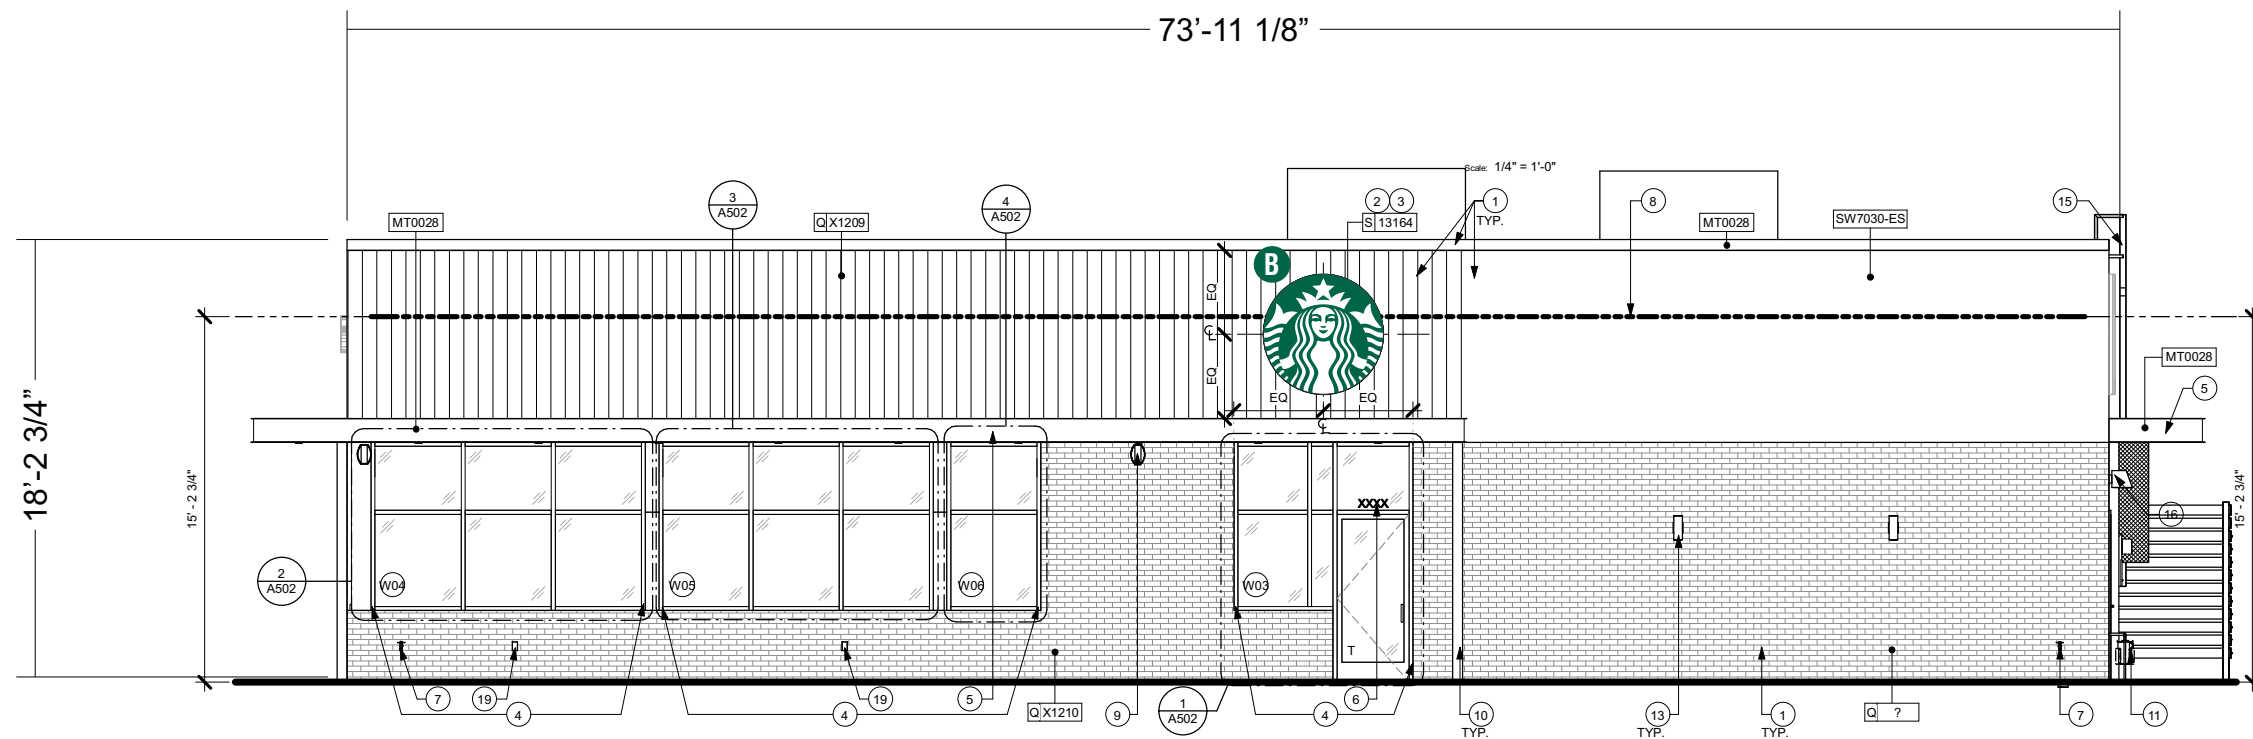 73’-11 1/8”
Scale: 1/4" = 1'-0"
3
A502
4
A502
2 3
1
TYP.
8
15
MT0028
Q X1209
S 13164
MT0028
SW7030-ES
B
EQ
EQ
C
L
EQ EQ
C
L
18’-2 3/4”
15' - 2 3/4"
15' - 2 3/4"
MT0028
5
16
XXXX
2
A502
W04
W05
W06
W03
T
7
19
4
4
19
5
Q X1210
9
1
A502
4
6
10
TYP.
13
TYP.
1
TYP.
Q ?
7
11